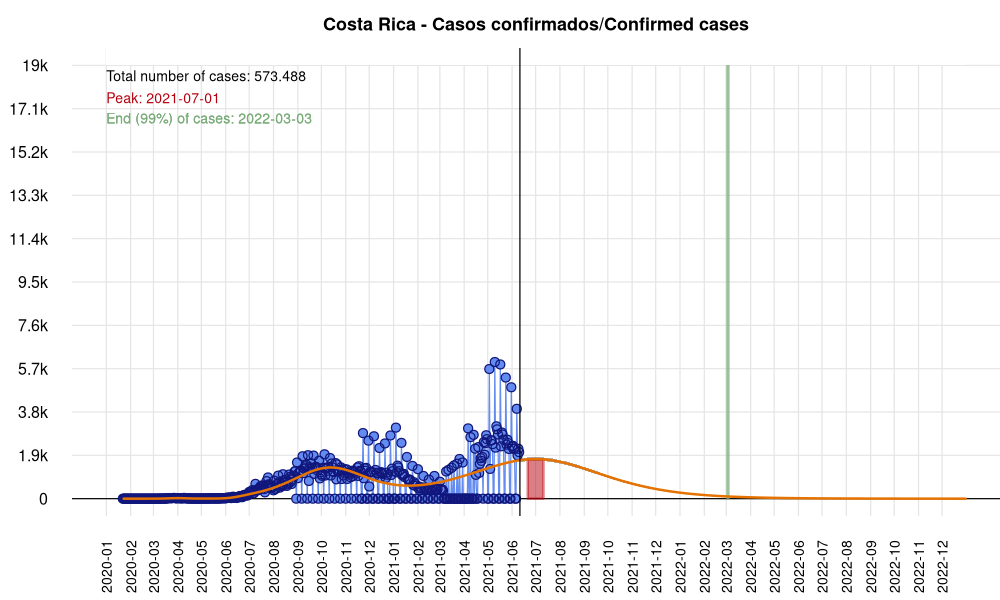 Costa Rica - Casos confirmados/Confirmed cases
19k
Total number of cases: 573.488
Peak: 2021-07-01
17.1k
End (99%) of cases: 2022-03-03
15.2k
13.3k
11.4k
9.5k
7.6k
5.7k
3.8k
1.9k
0
2020-01
2020-02
2020-03
2020-04
2020-05
2020-06
2020-07
2020-08
2020-09
2020-10
2020-11
2020-12
2021-01
2021-02
2021-03
2021-04
2021-05
2021-06
2021-07
2021-08
2021-09
2021-10
2021-11
2021-12
2022-01
2022-02
2022-03
2022-04
2022-05
2022-06
2022-07
2022-08
2022-09
2022-10
2022-11
2022-12